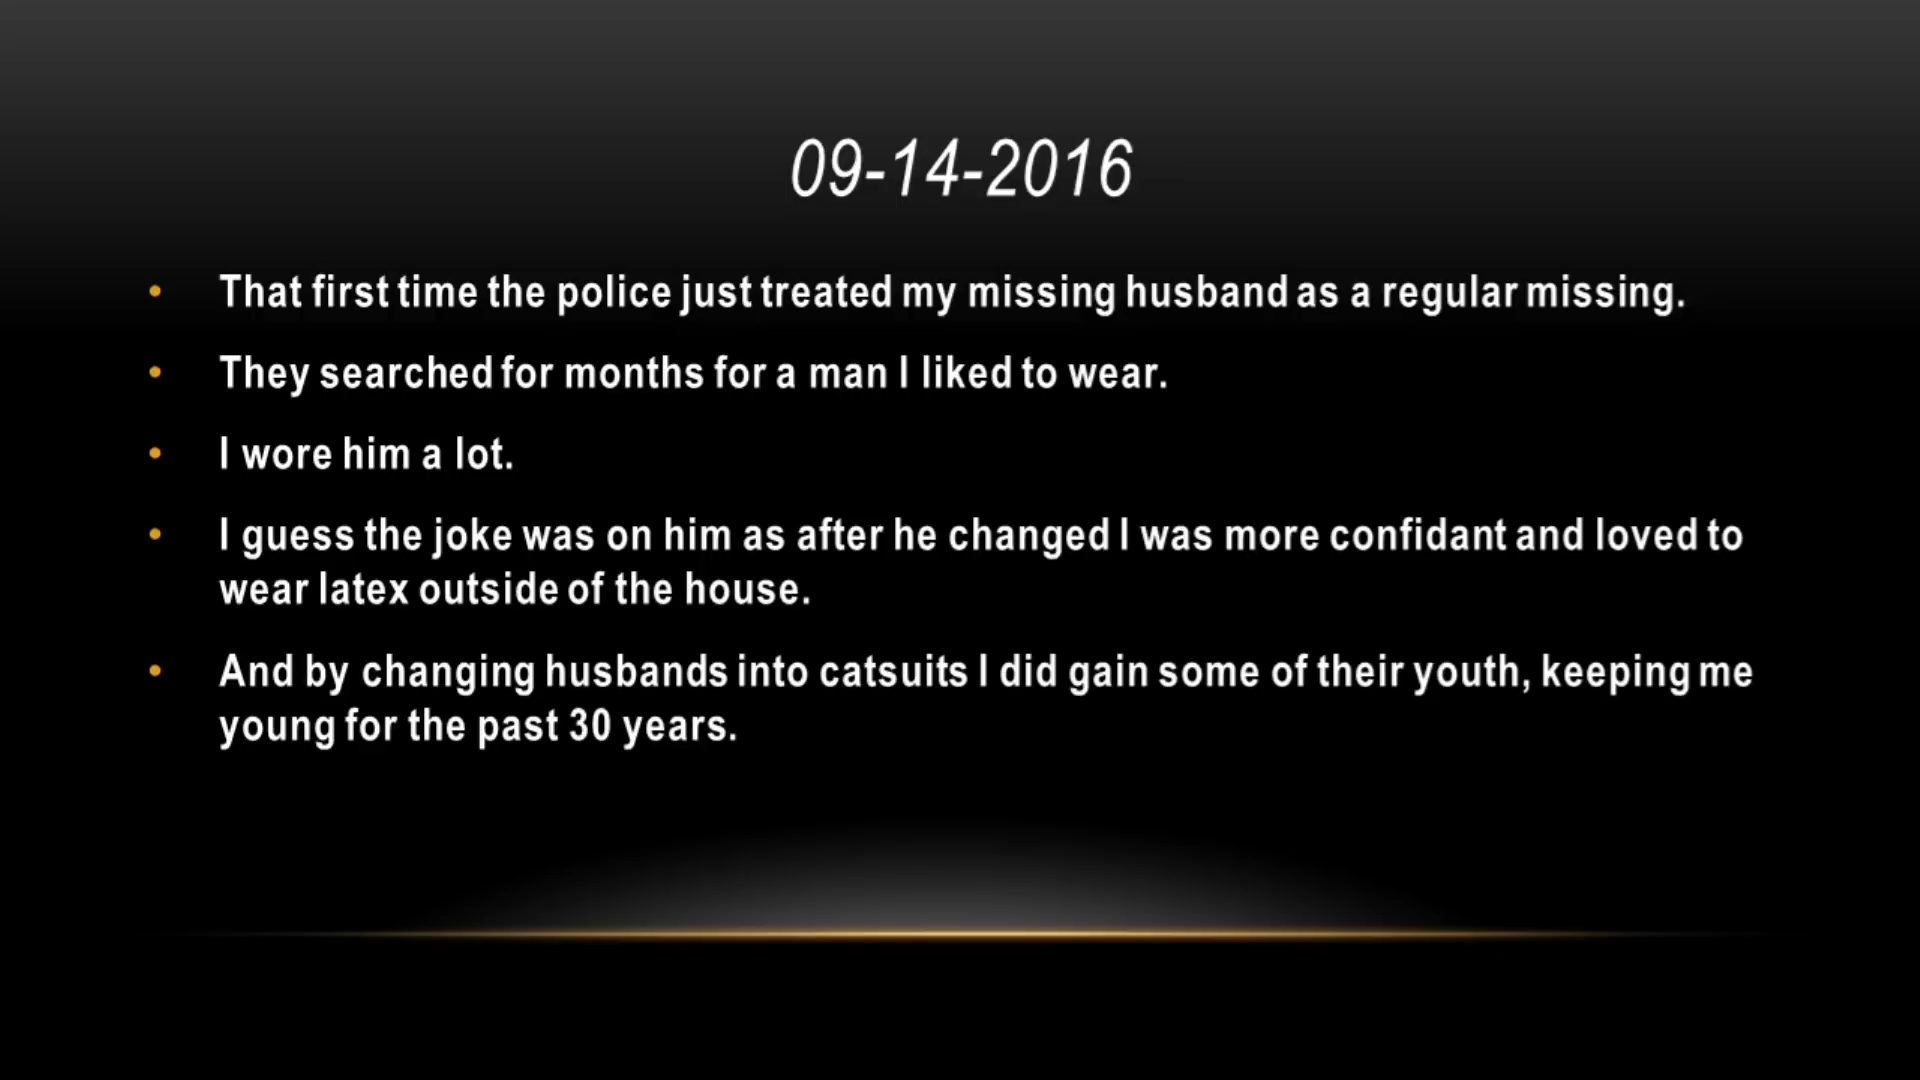 09-14-2016
• That first time the police just treated my missing husband as a regular missing.
• They searched for months for a man I liked to wear.
• I wore him a lot.
• I guess the joke was on him as after he changed I was more confidant and loved to
wear latex outside of the house.
• And by changing husbands into catsuits I did gain some of their youth, keeping me
young for the past 30 years.